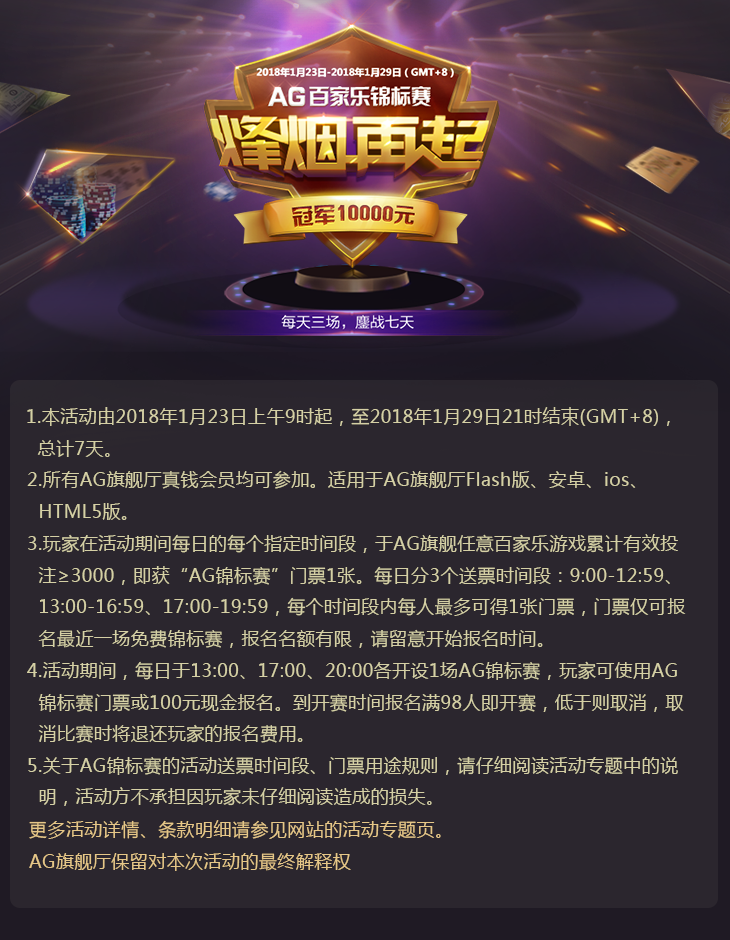 2018年1月23日-2018年1月29日（GMT+8）
AG百家乐锦标赛
烽烟再起
冠军10000元
每天三场，鏖战七天
1.本活动由2018年1月23日上午9时起，至2018年1月29日21时结束(GMT+8)，
总计7天。
2.所有AG旗舰厅真钱会员均可参加。适用于AG旗舰厅Flash版、安卓、ios、
HTML5版。
3.玩家在活动期间每日的每个指定时间段，于AG旗舰任意百家乐游戏累计有效投
注≥3000，即获“AG锦标赛”门票1张。每日分3个送票时间段：9:00-12:59、
13:00-16:59、17:00-19:59，每个时间段内每人最多可得1张门票，门票仅可报
名最近一场免费锦标赛，报名名额有限，请留意开始报名时间。
4.活动期间，每日于13:00、17:00、20:00各开设1场AG锦标赛，玩家可使用AG
锦标赛门票或100元现金报名。到开赛时间报名满98人即开赛，低于则取消，取
消比赛时将退还玩家的报名费用。
5.关于AG锦标赛的活动送票时间段、门票用途规则，请仔细阅读活动专题中的说
明，活动方不承担因玩家未仔细阅读造成的损失。
更多活动详情、条款明细请参见网站的活动专题页。
AG旗舰厅保留对本次活动的最终解释权